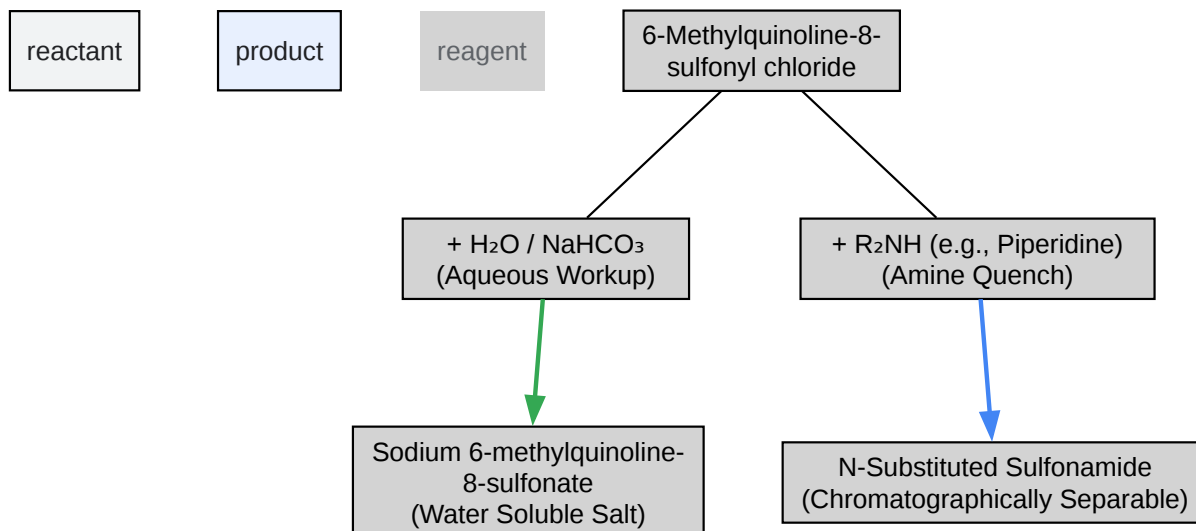 reactant
product
reagent
6-Methylquinoline-8-
sulfonyl chloride
+ H₂O / NaHCO₃
(Aqueous Workup)
+ R₂NH (e.g., Piperidine)
(Amine Quench)
Sodium 6-methylquinoline-
8-sulfonate
(Water Soluble Salt)
N-Substituted Sulfonamide
(Chromatographically Separable)